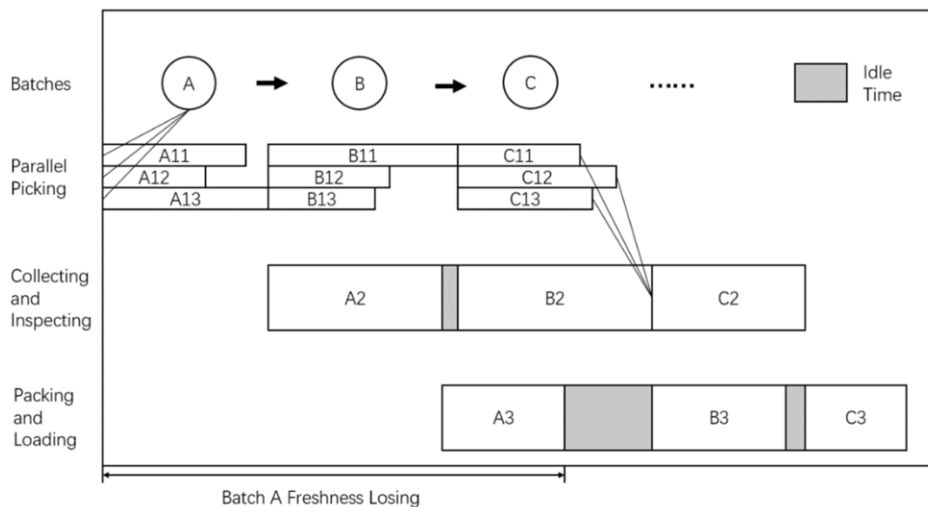 Batches
A
B
C
......
Idle
Time
Parallel
Picking
A11
B11
C11
A12
B12
C12
A13
B13
C13
Collecting
and
Inspecting
A2
B2
C2
Packing
and
Loading
A3
B3
C3
Batch A Freshness Losing